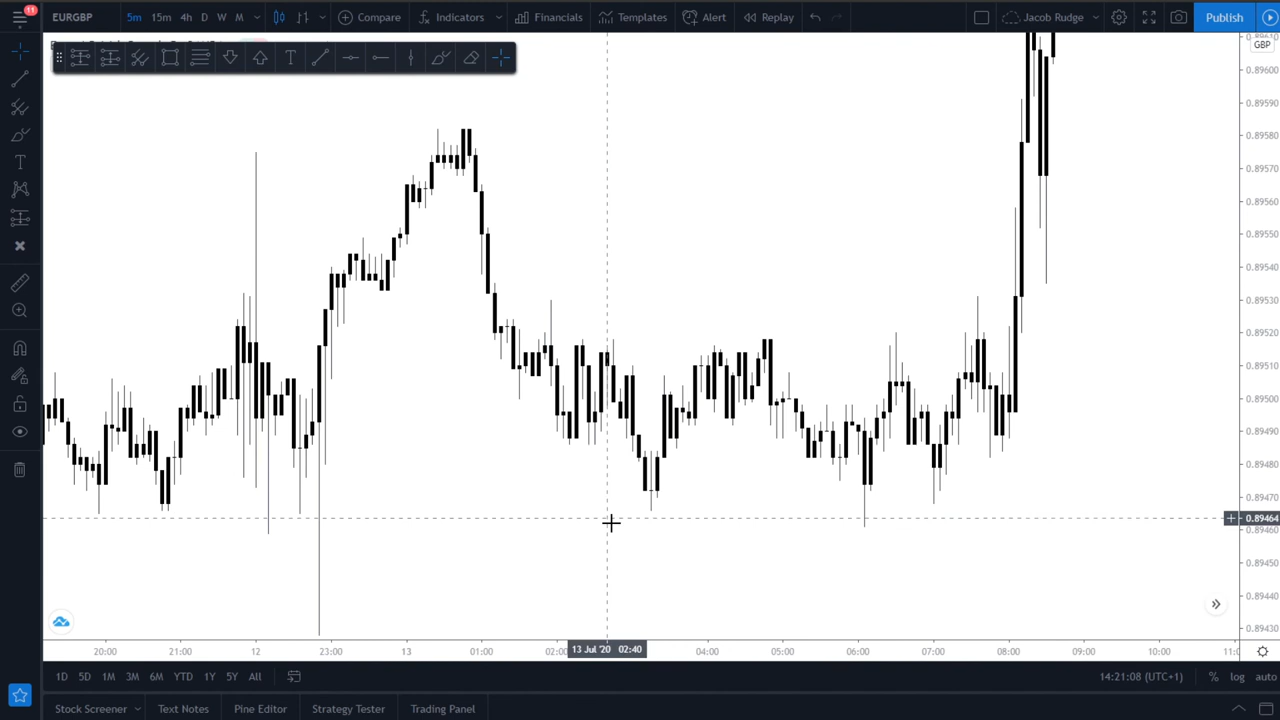 11
EURGBP
5m 15m 4h D W M
Compare
Indicators
Financials
Templates
Alert
Replay
Jacob Rudge
Publish
GBP
0.89600
0.89590
0.89580
0.89570
0.89560
0.89550
0.89540
0.89530
0.89520
0.89510
0.89500
0.89490
0.89480
0.89470
0.89464
0.89460
0.89450
0.89440
0.89430
20:00 21:00 12 23:00 13 01:00 02:00 13 Jul '20 02:40 04:00 05:00 06:00 07:00 08:00 09:00 10:00
1D 5D 1M 3M 6M YTD 1Y 5Y All
14:21:08 (UTC+1) % log auto
Stock Screener Text Notes Pine Editor Strategy Tester Trading Panel